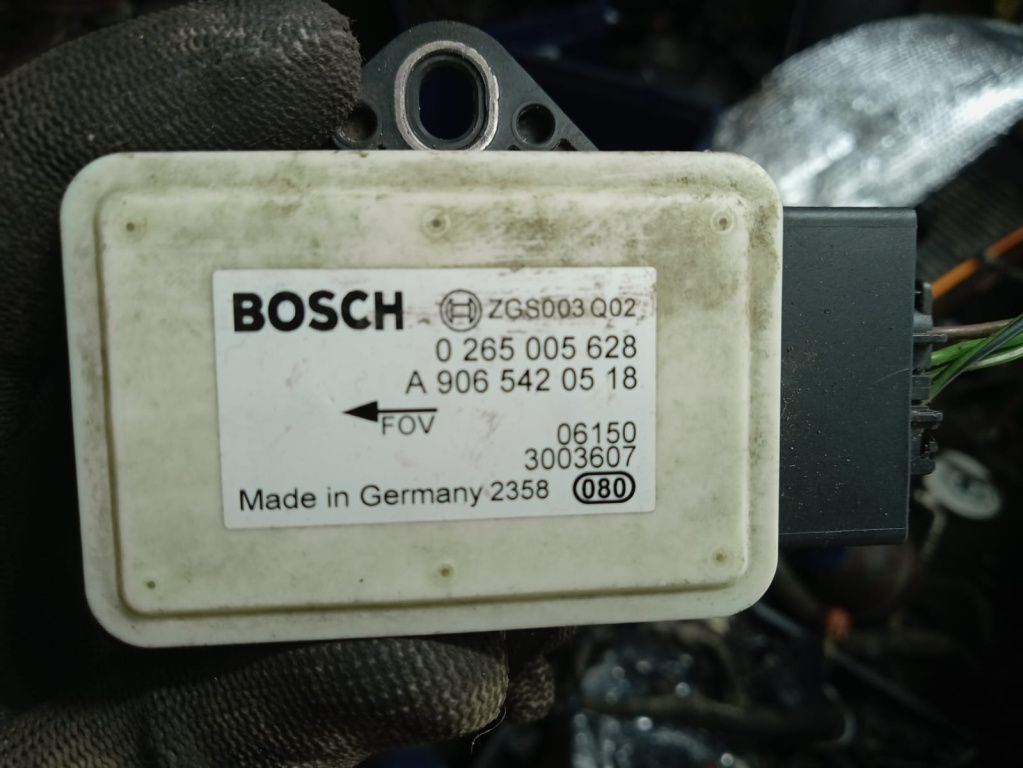 BOSCH ZGS003 Q02
0 265 005 628
A 906 542 05 18
FOV
06150
3003607
Made in Germany 2358 080